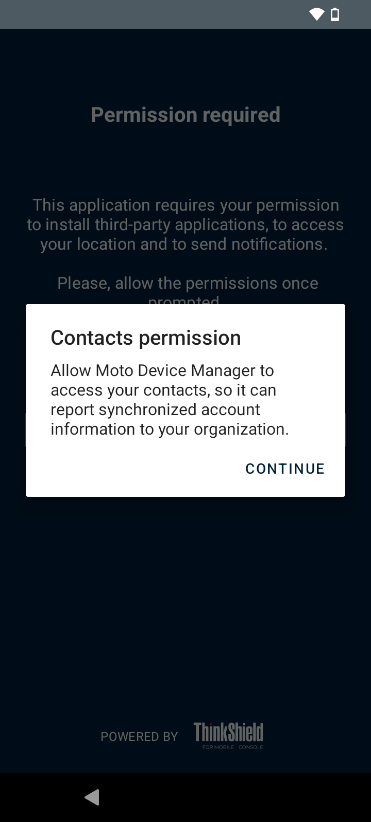 Permission required
This application requires your permission
to install third-party applications, to access
your location and to send notifications.
Please, allow the permissions once
prompted
Contacts permission
Allow Moto Device Manager to
access your contacts, so it can
report synchronized account
information to your organization.
CONTINUE
POWERED BY
ThinkShield
FOR MOBILE CONSOLE